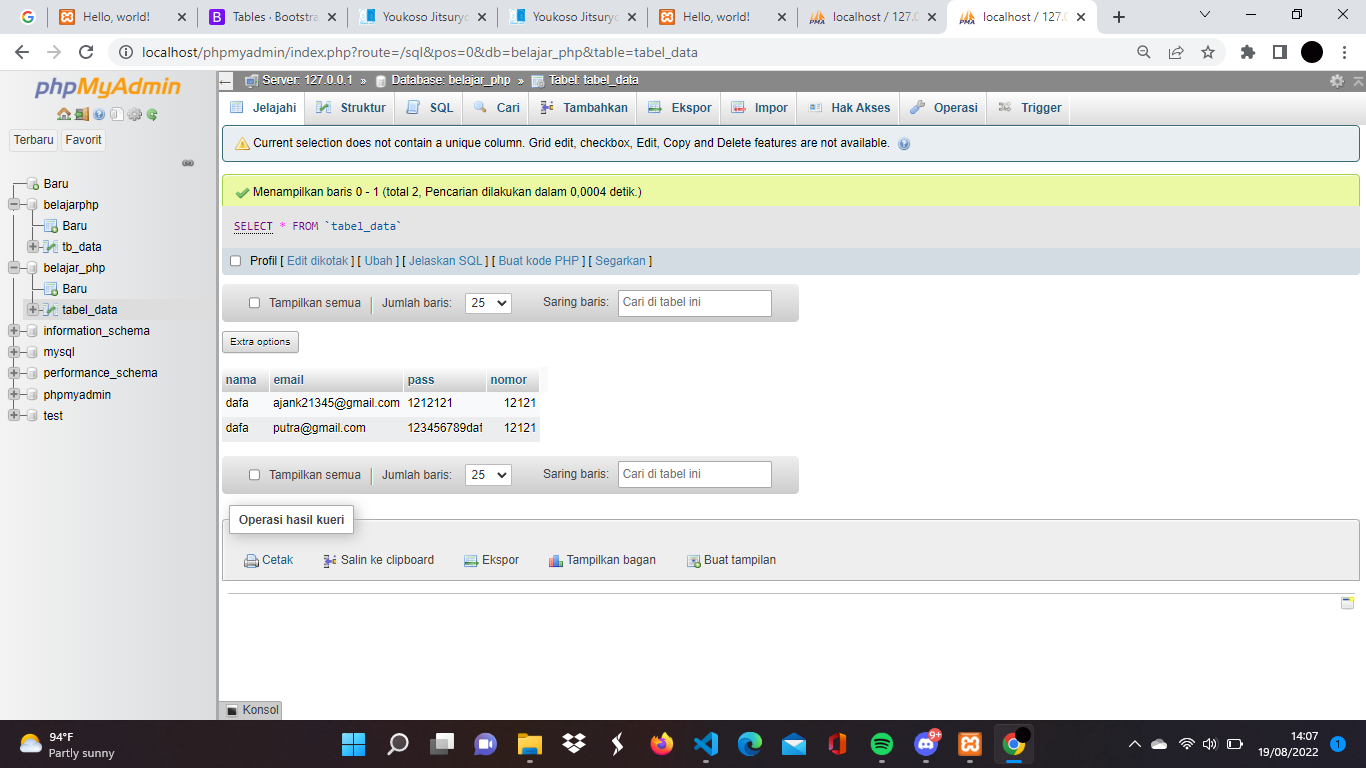 Hello, world!
Tables · Bootstra
Youkoso Jitsuryo
Youkoso Jitsuryo
Hello, world!
localhost / 127.0
localhost / 127.0
localhost/phpmyadmin/index.php?route=/sql&pos=0&db=belajar_php&table=tabel_data
phpMyAdmin
Terbaru Favorit
Baru
belajarphp
Baru
tb_data
belajar_php
Baru
tabel_data
information_schema
mysql
performance_schema
phpmyadmin
test
Server: 127.0.0.1 » Database: belajar_php » Tabel: tabel_data
Jelajahi Struktur SQL Cari Tambahkan Ekspor Impor Hak Akses Operasi Trigger
Current selection does not contain a unique column. Grid edit, checkbox, Edit, Copy and Delete features are not available.
Menampilkan baris 0 - 1 (total 2, Pencarian dilakukan dalam 0,0004 detik.)
SELECT * FROM `tabel_data`
Profil [ Edit dikotak ] [ Ubah ] [ Jelaskan SQL ] [ Buat kode PHP ] [ Segarkan ]
Tampilkan semua Jumlah baris: 25 Saring baris: Cari di tabel ini
Extra options
nama email pass nomor
dafa ajank21345@gmail.com 1212121 12121
dafa putra@gmail.com 123456789daf 12121
Tampilkan semua Jumlah baris: 25 Saring baris: Cari di tabel ini
Operasi hasil kueri
Cetak Salin ke clipboard Ekspor Tampilkan bagan Buat tampilan
Konsol
94°F
Partly sunny
9+
14:07
19/08/2022
1